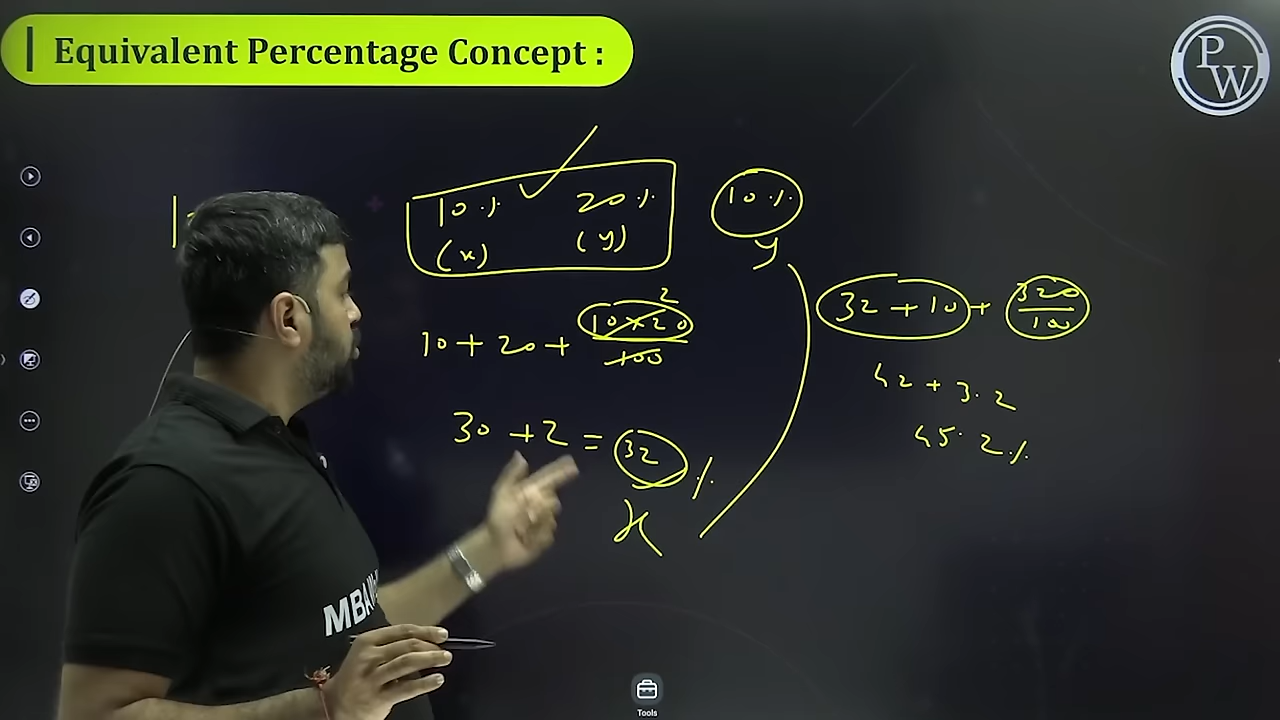 Equivalent Percentage Concept :
PW
10% 20% 10%
(x) (y) y
10 + 20 + 10×20/100 2
30 + 2 = 32 %
x
32 + 10 + 320/100
42 + 3.2
45.2%
MBA
Tools